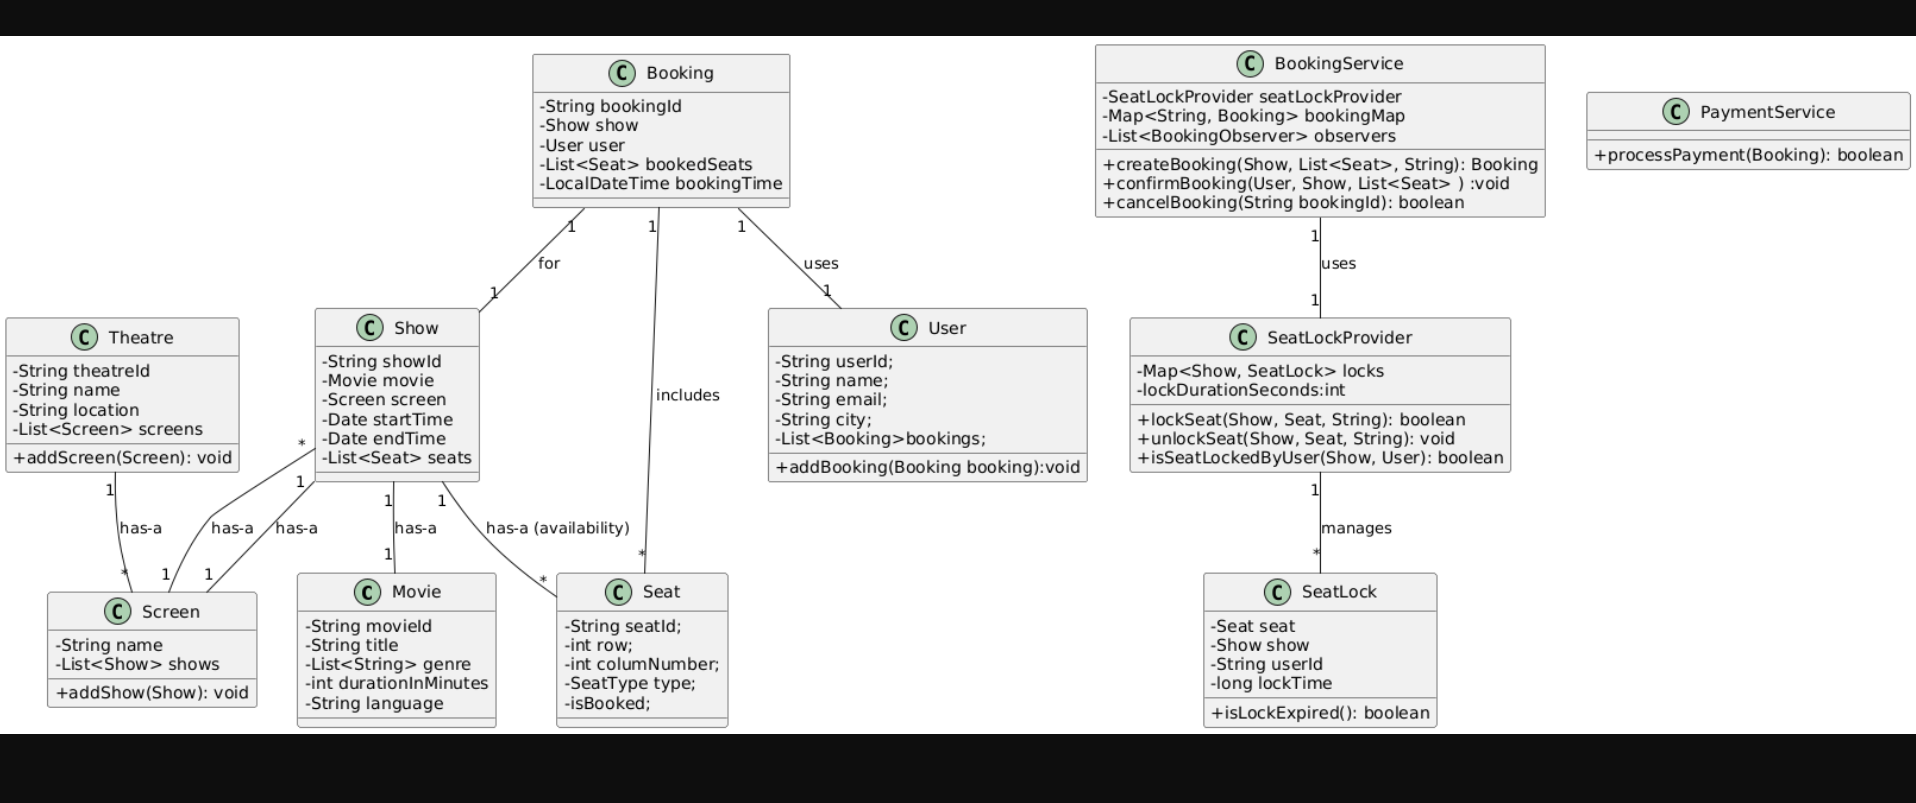 C Booking
-String bookingId
-Show show
-User user
-List<Seat> bookedSeats
-LocalDateTime bookingTime
C BookingService
-SeatLockProvider seatLockProvider
-Map<String, Booking> bookingMap
-List<BookingObserver> observers
+createBooking(Show, List<Seat>, String): Booking
+confirmBooking(User, Show, List<Seat> ) :void
+cancelBooking(String bookingId): boolean
C PaymentService
+processPayment(Booking): boolean
1
for
1
1
includes
*
1
uses
1
1
uses
1
C Theatre
-String theatreId
-String name
-String location
-List<Screen> screens
+addScreen(Screen): void
C Show
-String showId
-Movie movie
-Screen screen
-Date startTime
-Date endTime
-List<Seat> seats
C User
-String userId;
-String name;
-String email;
-String city;
-List<Booking>bookings;
+addBooking(Booking booking):void
C SeatLockProvider
-Map<Show, SeatLock> locks
-lockDurationSeconds:int
+lockSeat(Show, Seat, String): boolean
+unlockSeat(Show, Seat, String): void
+isSeatLockedByUser(Show, User): boolean
1
has-a
*
*
has-a
1
1
has-a
1
1
has-a
1
1
has-a (availability)
*
1
manages
*
C Screen
-String name
-List<Show> shows
+addShow(Show): void
C Movie
-String movieId
-String title
-List<String> genre
-int durationInMinutes
-String language
C Seat
-String seatId;
-int row;
-int columNumber;
-SeatType type;
-isBooked;
C SeatLock
-Seat seat
-Show show
-String userId
-long lockTime
+isLockExpired(): boolean